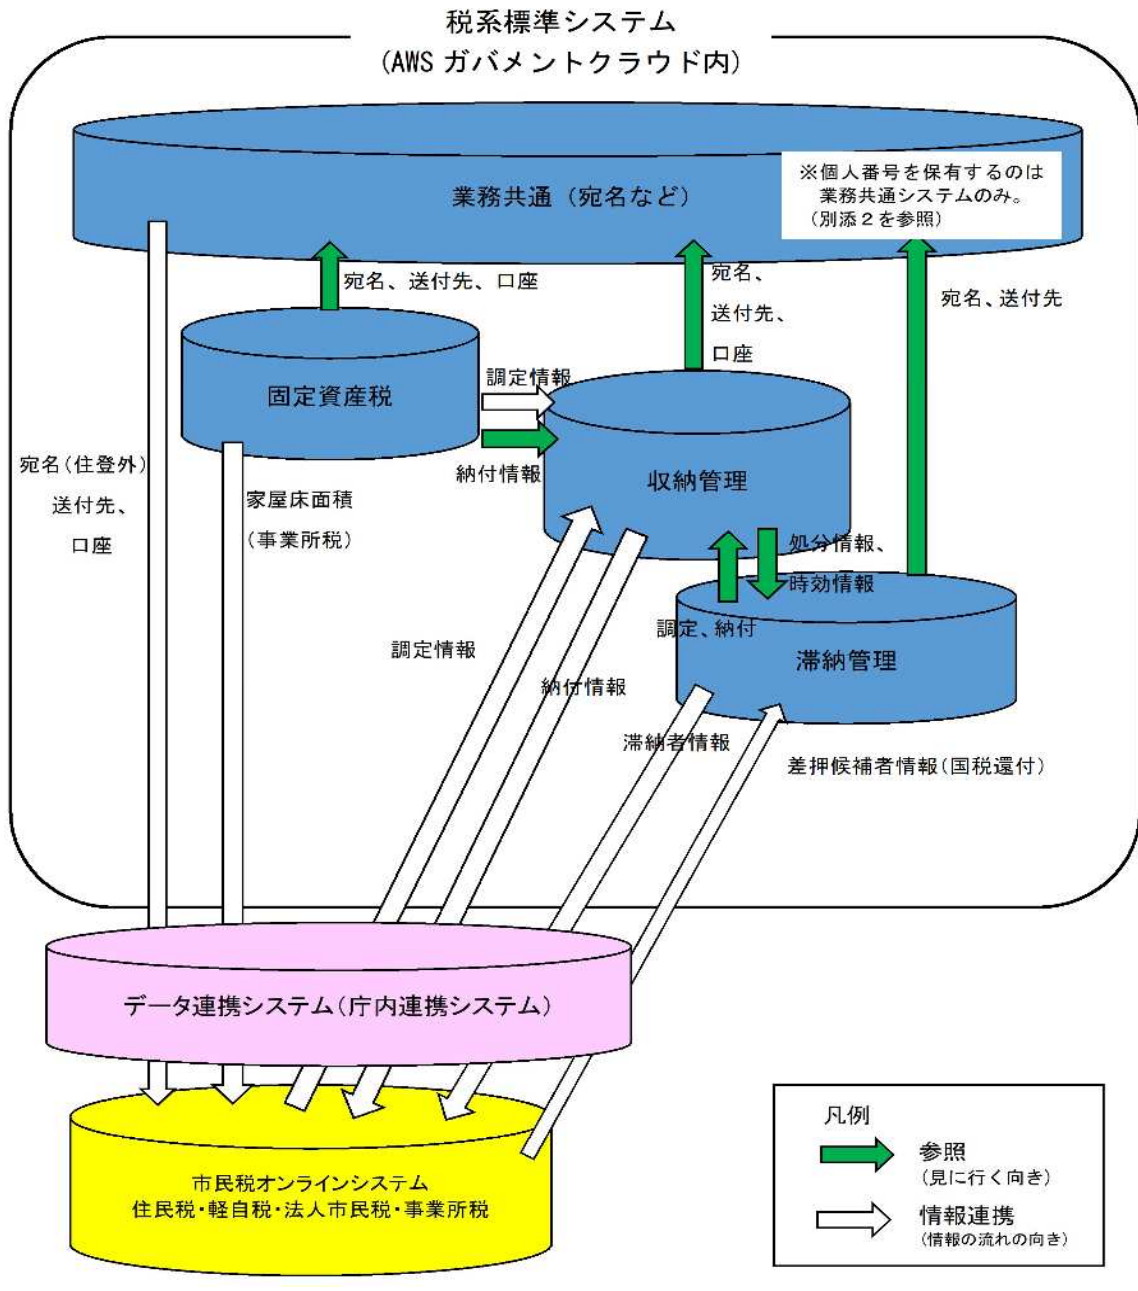 税系標準システム
(AWS ガバメントクラウド内)
業務共通（宛名など）
※個人番号を保有するのは
業務共通システムのみ。
（別添２を参照）
宛名、送付先、口座
宛名、
送付先、
口座
宛名、送付先
固定資産税
調定情報
納付情報
収納管理
宛名(住登外)
送付先、
口座
家屋床面積
(事業所税)
処分情報、
時効情報
調定、納付
滞納管理
調定情報
納付情報
滞納者情報
差押候補者情報(国税還付)
データ連携システム(庁内連携システム)
市民税オンラインシステム
住民税・軽自税・法人市民税・事業所税
凡例
参照
(見に行く向き)
情報連携
(情報の流れの向き)